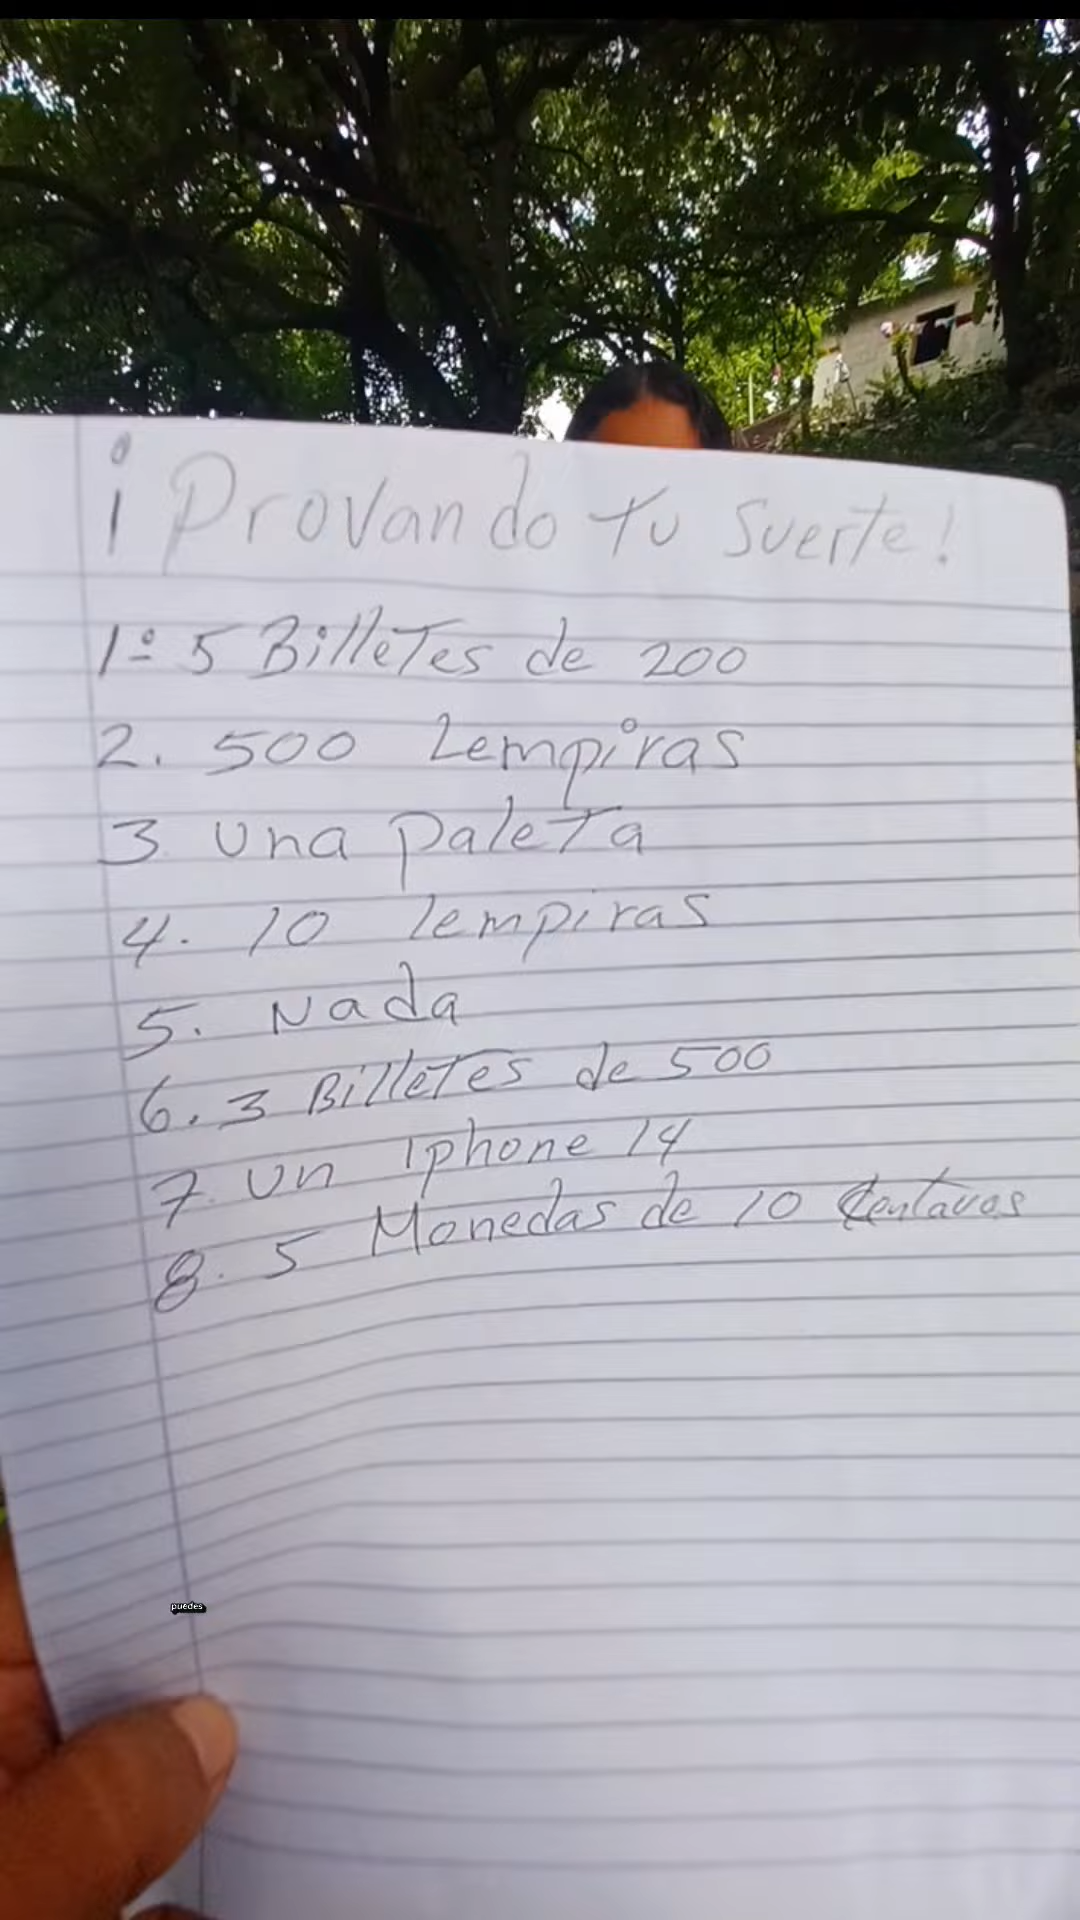 ¡Provando tu suerte!
1º 5 Billetes de 200
2. 500 Lempiras
3. una paleta
4. 10 lempiras
5. Nada
6. 3 Billetes de 500
7. un Iphone 14
8. 5 Monedas de 10 Centavos
puedes